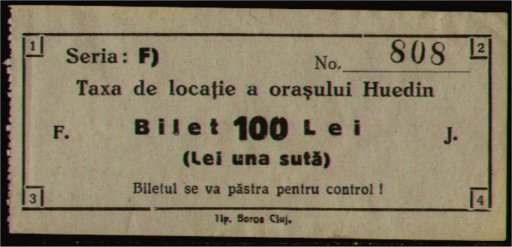 1 Seria: F) No. 808 2
Taxa de locație a orașului Huedin
F. Bilet 100 Lei J.
(Lei una sută)
Biletul se va păstra pentru control !
3 4
Tip. Boros Cluj.